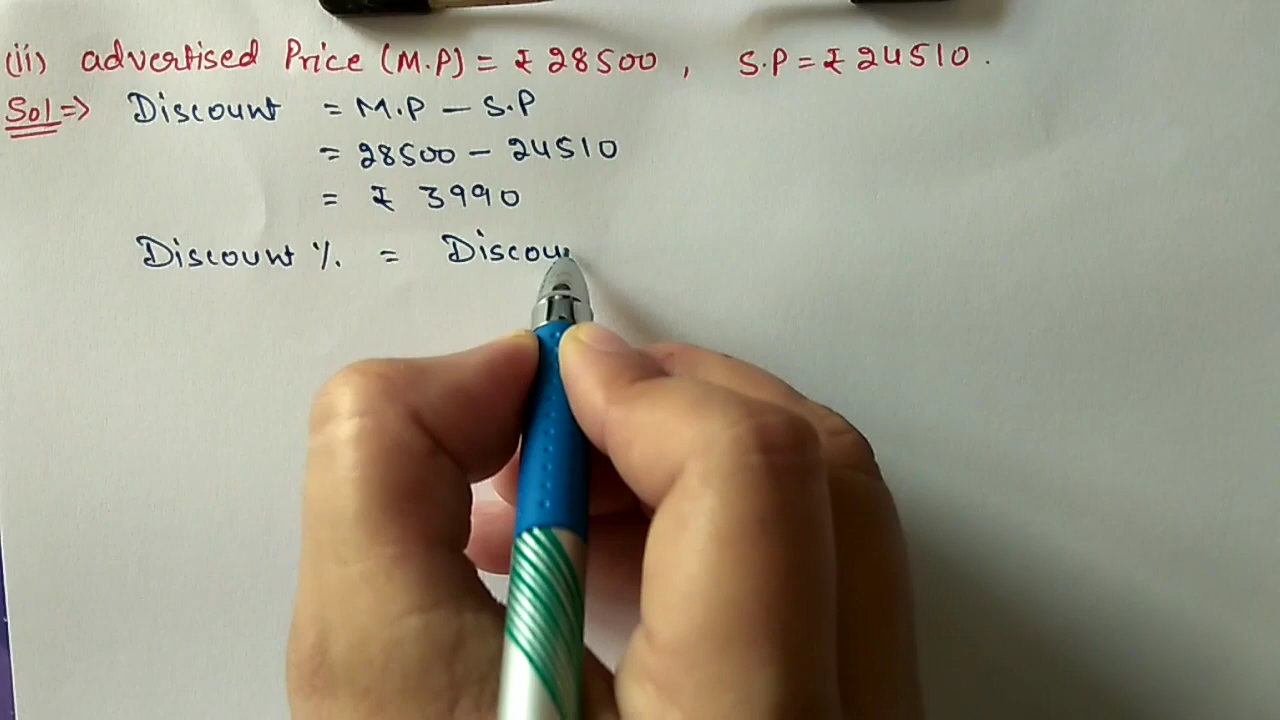 (ii) advertised Price (M.P) = ₹ 28500 , S.P = ₹ 24510 .
Sol => Discount = M.P – S.P
= 28500 – 24510
= ₹ 3990
Discount % = Discou